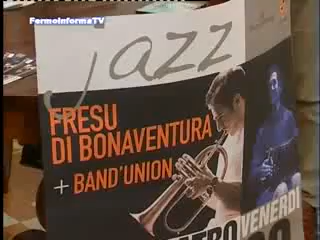 FermoInformaTV
jazz
FRESU
DI BONAVENTURA
+ BAND'UNION
VENERDÌ